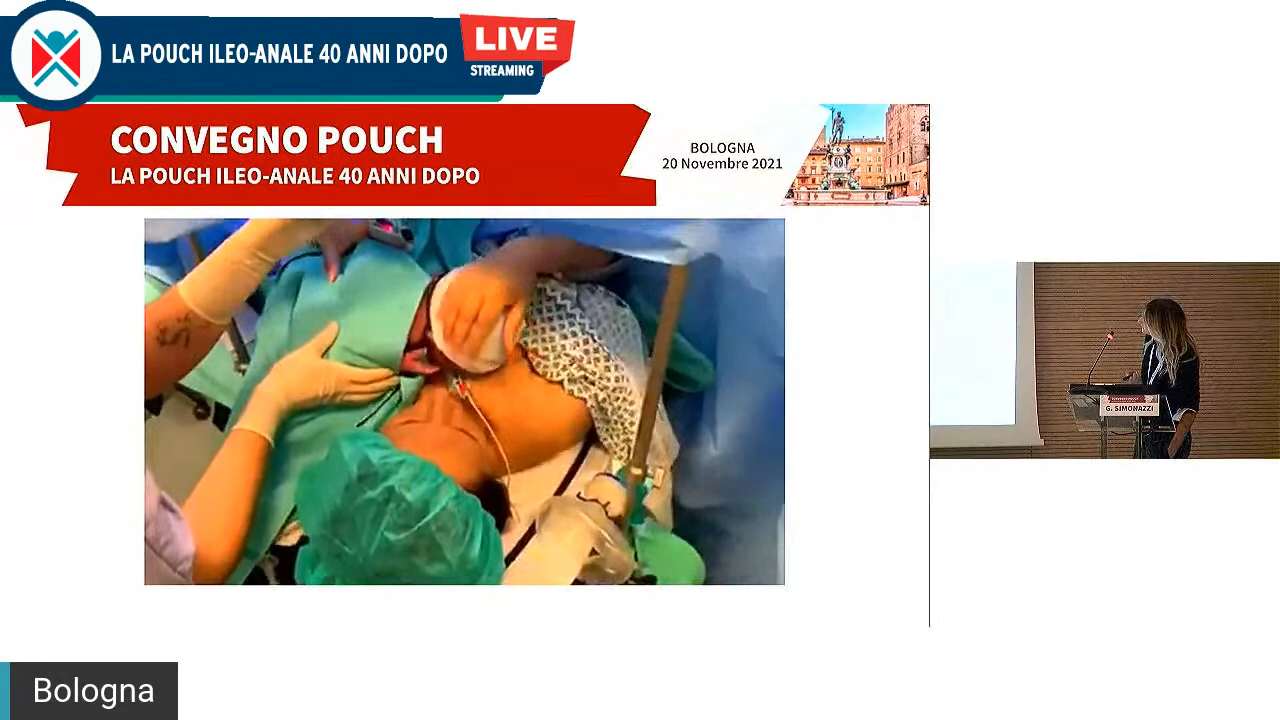 LA POUCH ILEO-ANALE 40 ANNI DOPO
LIVE
STREAMING
CONVEGNO POUCH
LA POUCH ILEO-ANALE 40 ANNI DOPO
BOLOGNA
20 Novembre 2021
G. SIMONAZZI
Bologna